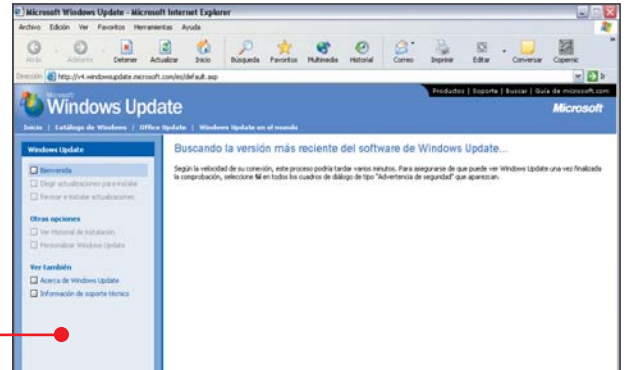 Microsoft Windows Update - Microsoft Internet Explorer
Archivo Edición Ver Favoritos Herramientas Ayuda
Atrás Adelante Detener Actualizar Inicio Búsqueda Favoritos Multimedia Historial Correo Imprimir Editar Conversar Copernic
Dirección http://v4.windowsupdate.microsoft.com/es/default.asp Ir
Productos | Soporte | Buscar | Guía de microsoft.com
Microsoft
Windows Update
Microsoft
Inicio | Catálogo de Windows | Office Update | Windows Update en el mundo
Windows Update
Bienvenida
Elegir actualizaciones para instalar
Revisar e instalar actualizaciones
Otras opciones
Ver Historial de instalación
Personalizar Windows Update
Ver también
Acerca de Windows Update
Información de soporte técnico
Buscando la versión más reciente del software de Windows Update...
Según la velocidad de su conexión, este proceso podría tardar varios minutos. Para asegurarse de que puede ver Windows Update una vez finalizada
la comprobación, seleccione Sí en todos los cuadros de diálogo de tipo "Advertencia de seguridad" que aparezcan.